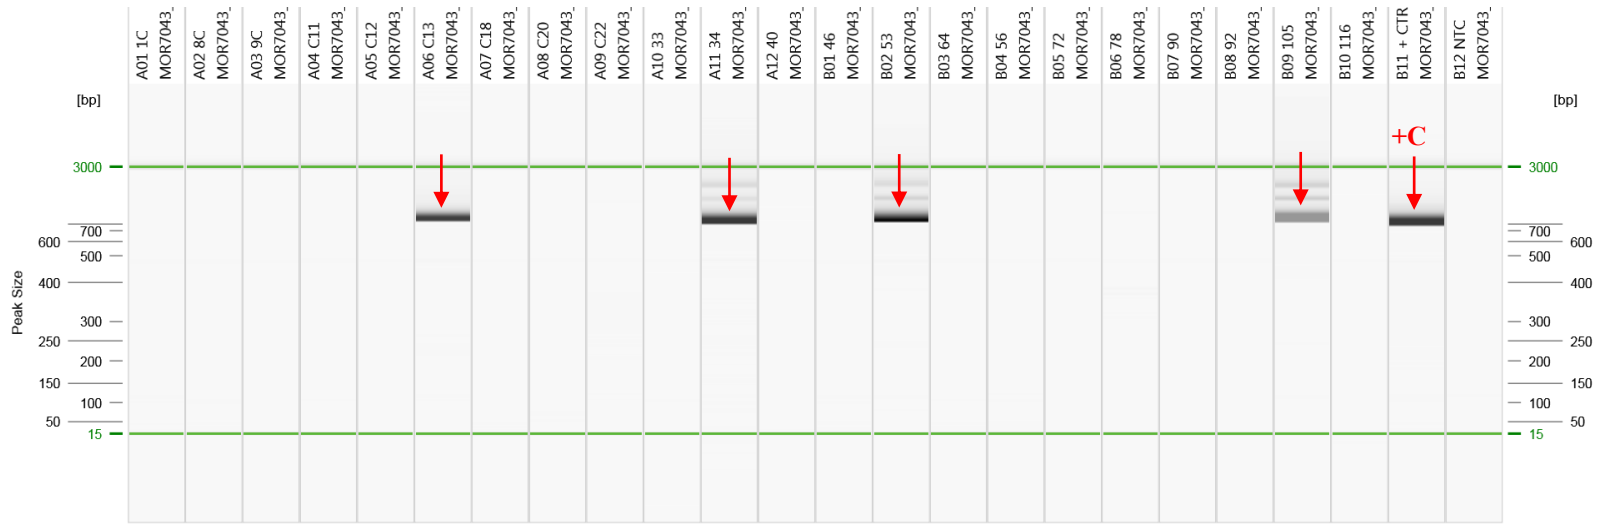 A01 1C
MOR7043_
A02 8C
MOR7043_
A03 9C
MOR7043_
A04 C11
MOR7043_
A05 C12
MOR7043_
A06 C13
MOR7043_
A07 C18
MOR7043_
A08 C20
MOR7043_
A09 C22
MOR7043_
A10 33
MOR7043_
A11 34
MOR7043_
A12 40
MOR7043_
B01 46
MOR7043_
B02 53
MOR7043_
B03 64
MOR7043_
B04 56
MOR7043_
B05 72
MOR7043_
B06 78
MOR7043_
B07 90
MOR7043_
B08 92
MOR7043_
B09 105
MOR7043_
B10 116
MOR7043_
B11 + CTR
MOR7043_
B12 NTC
MOR7043_
[bp]
[bp]
+C
3000
3000
700
700
600
600
500
500
400
400
Peak Size
300
300
250
250
200
200
150
150
100
100
50
50
15
15